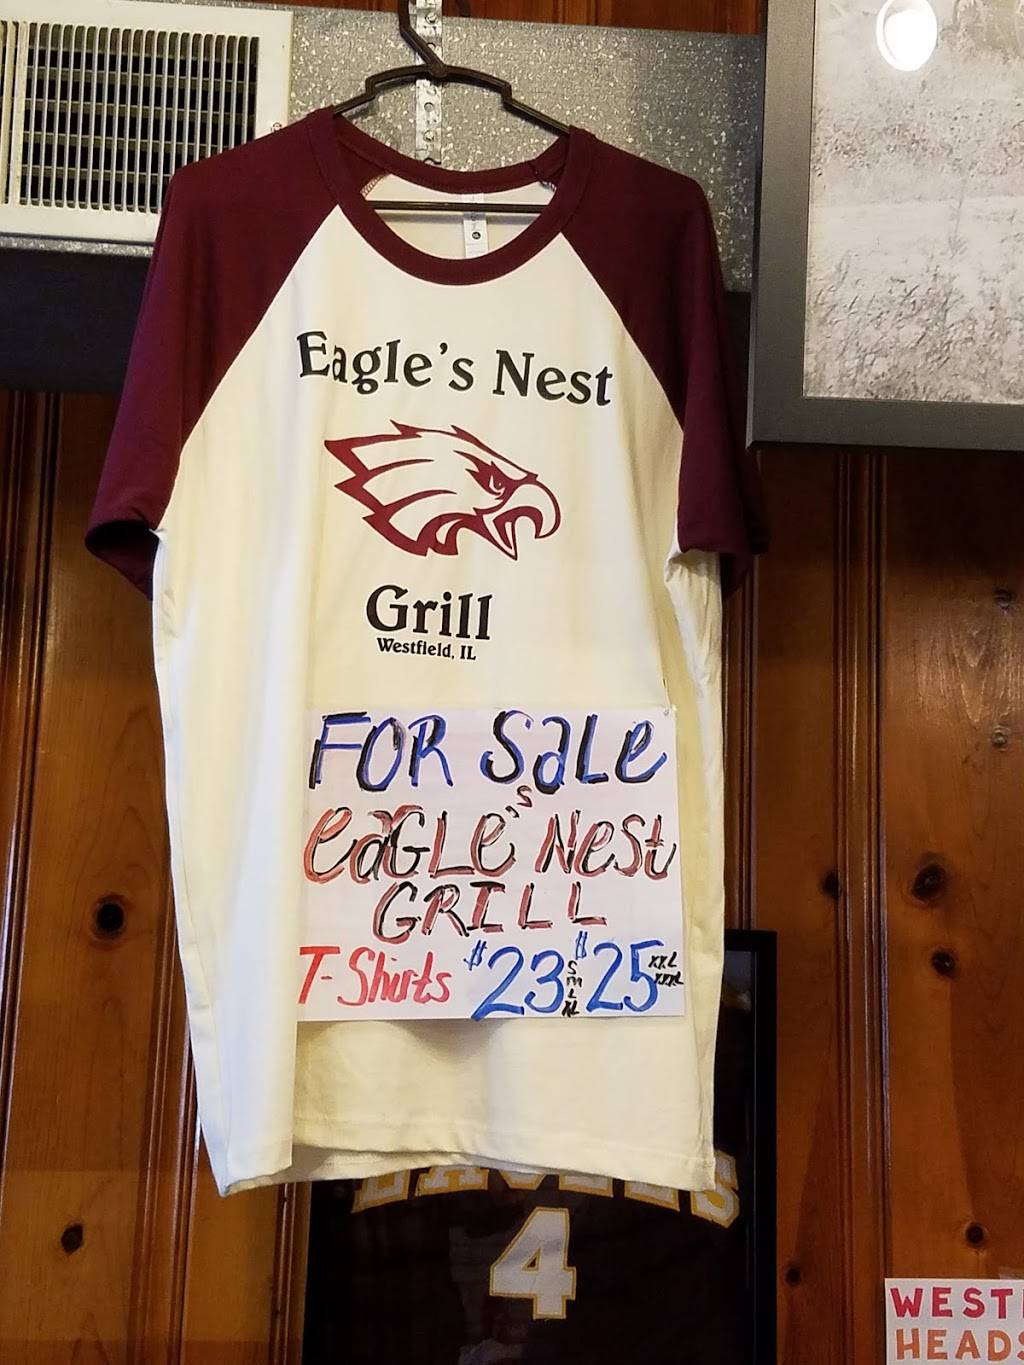 Eagle's Nest
Grill
Westfield, IL
FOR SaLe
eaGLe's Nest
GRILL
T-Shirts $23 S M L XL $25 XXL XXXL
EAGLES
4
WEST
HEADS